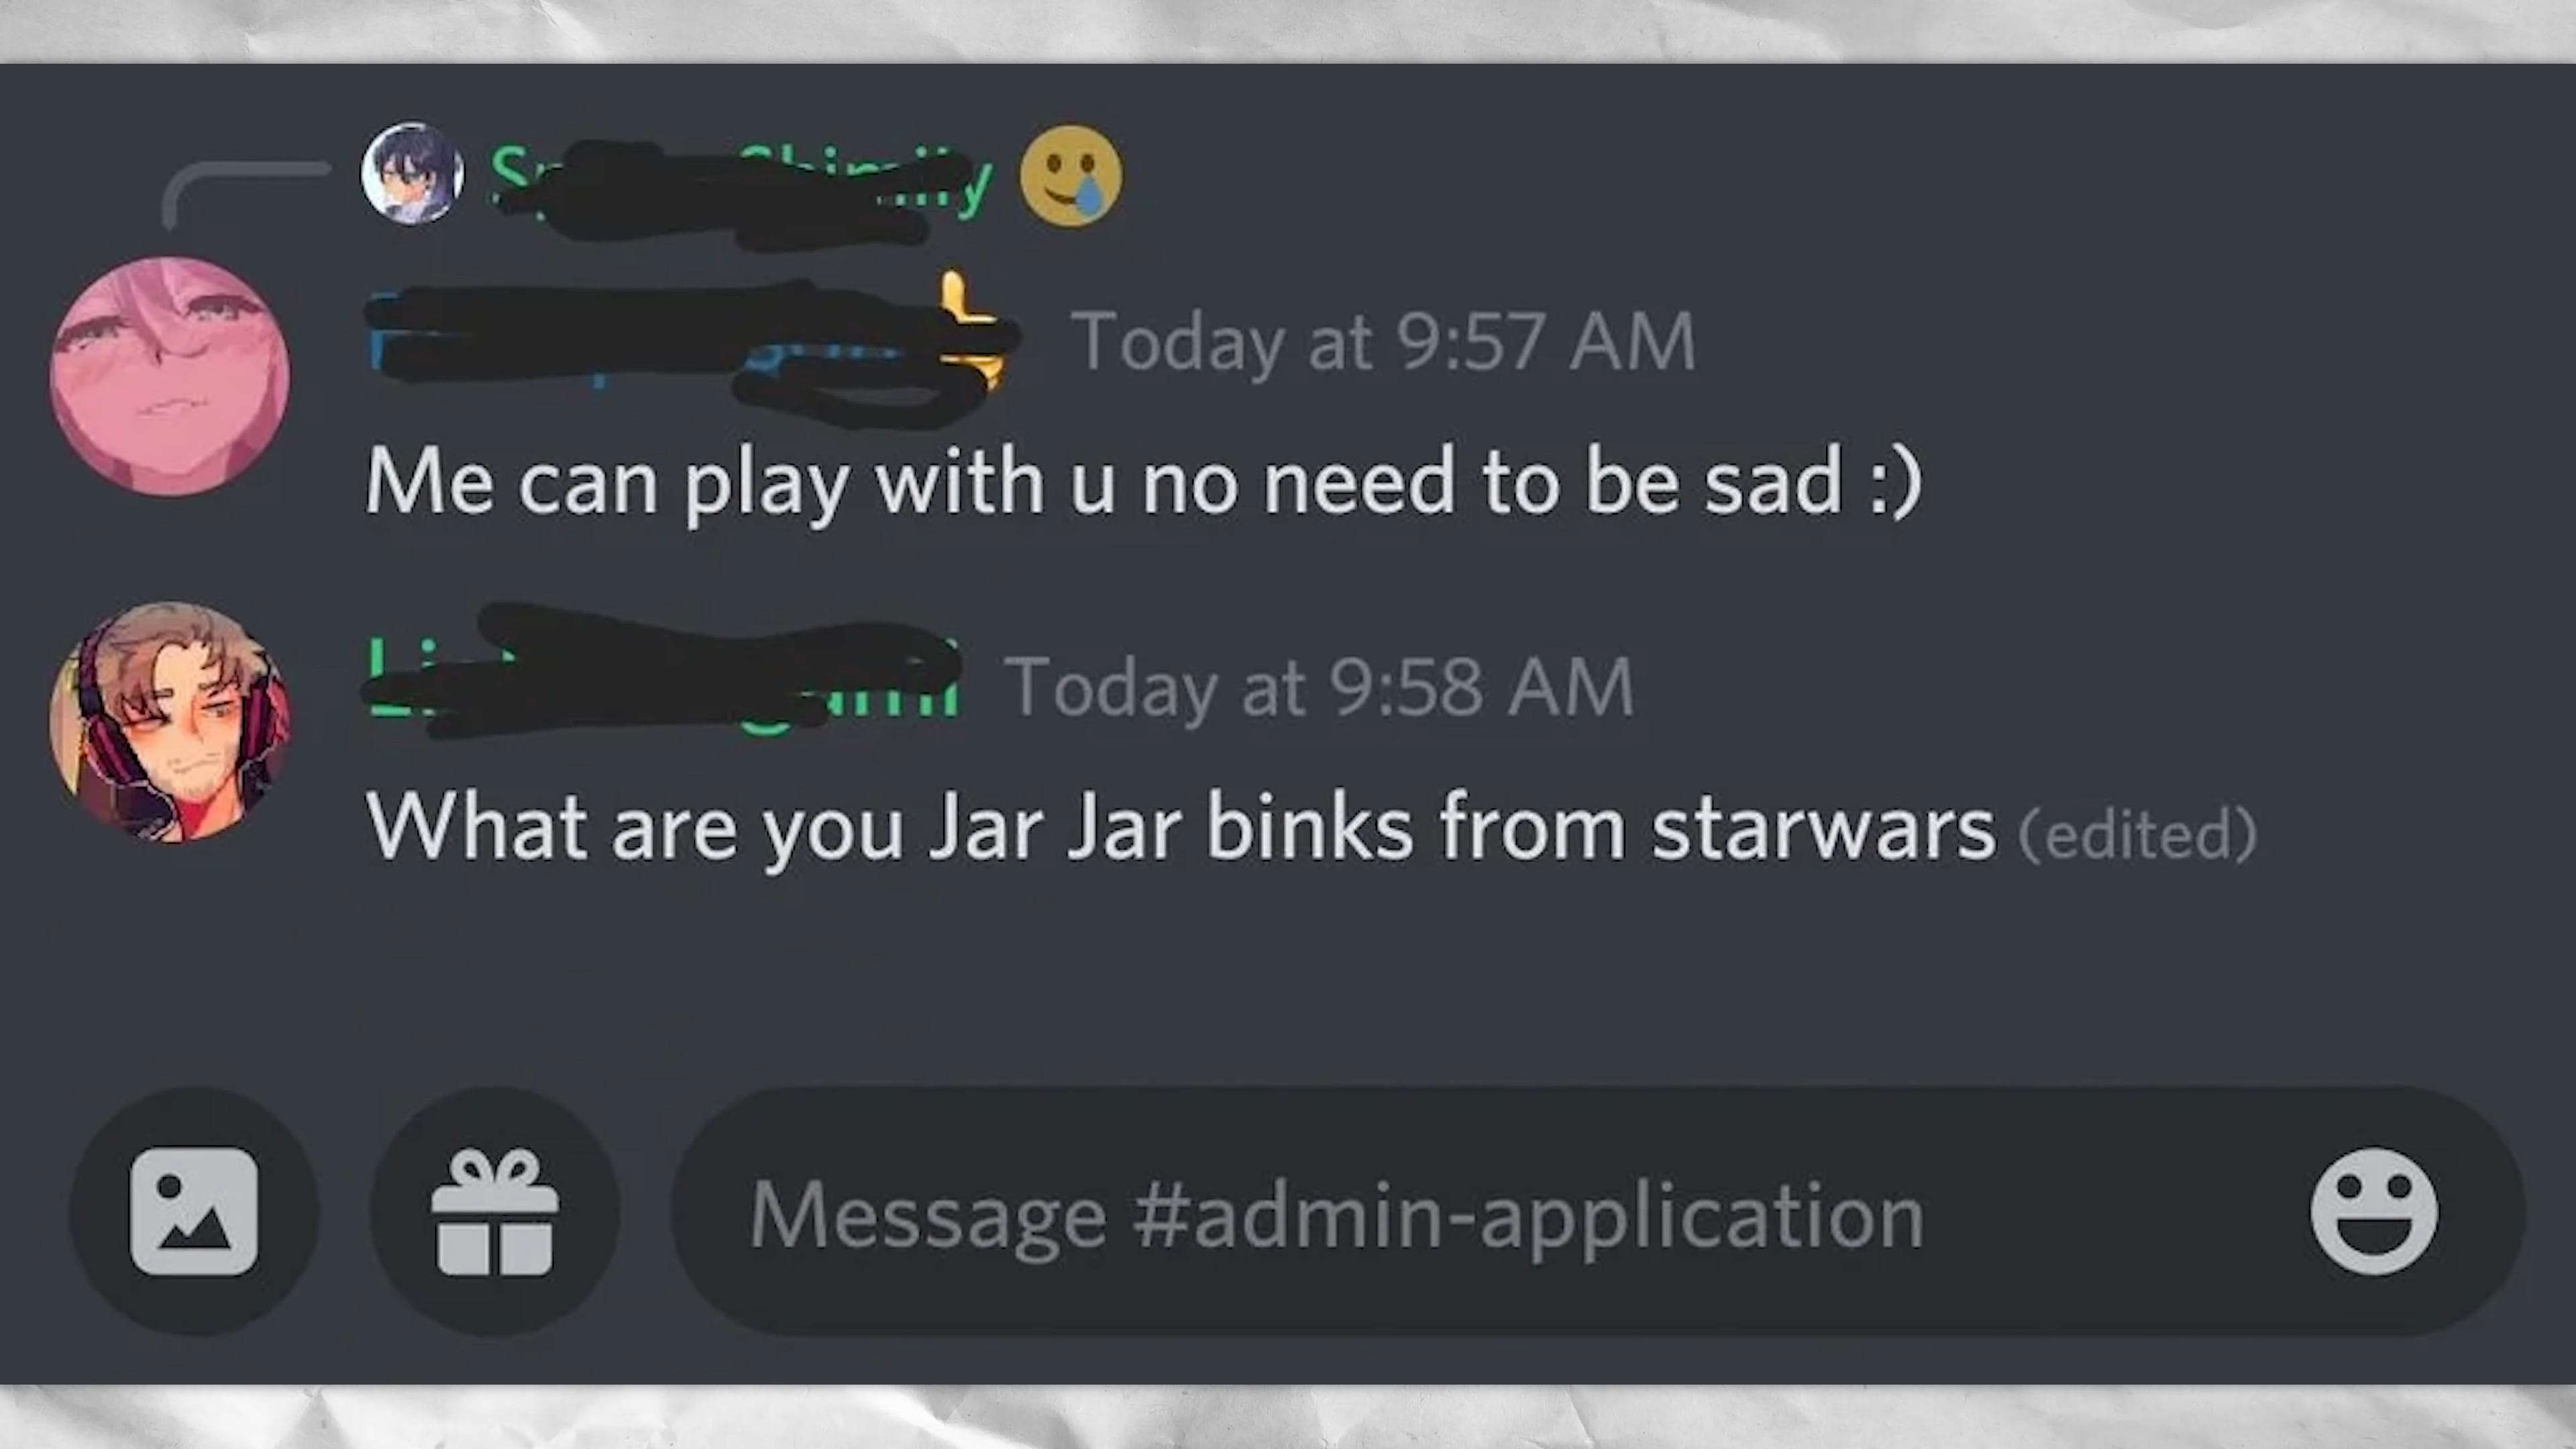 Today at 9:57 AM
Me can play with u no need to be sad :)
Today at 9:58 AM
What are you Jar Jar binks from starwars (edited)
Message #admin-application